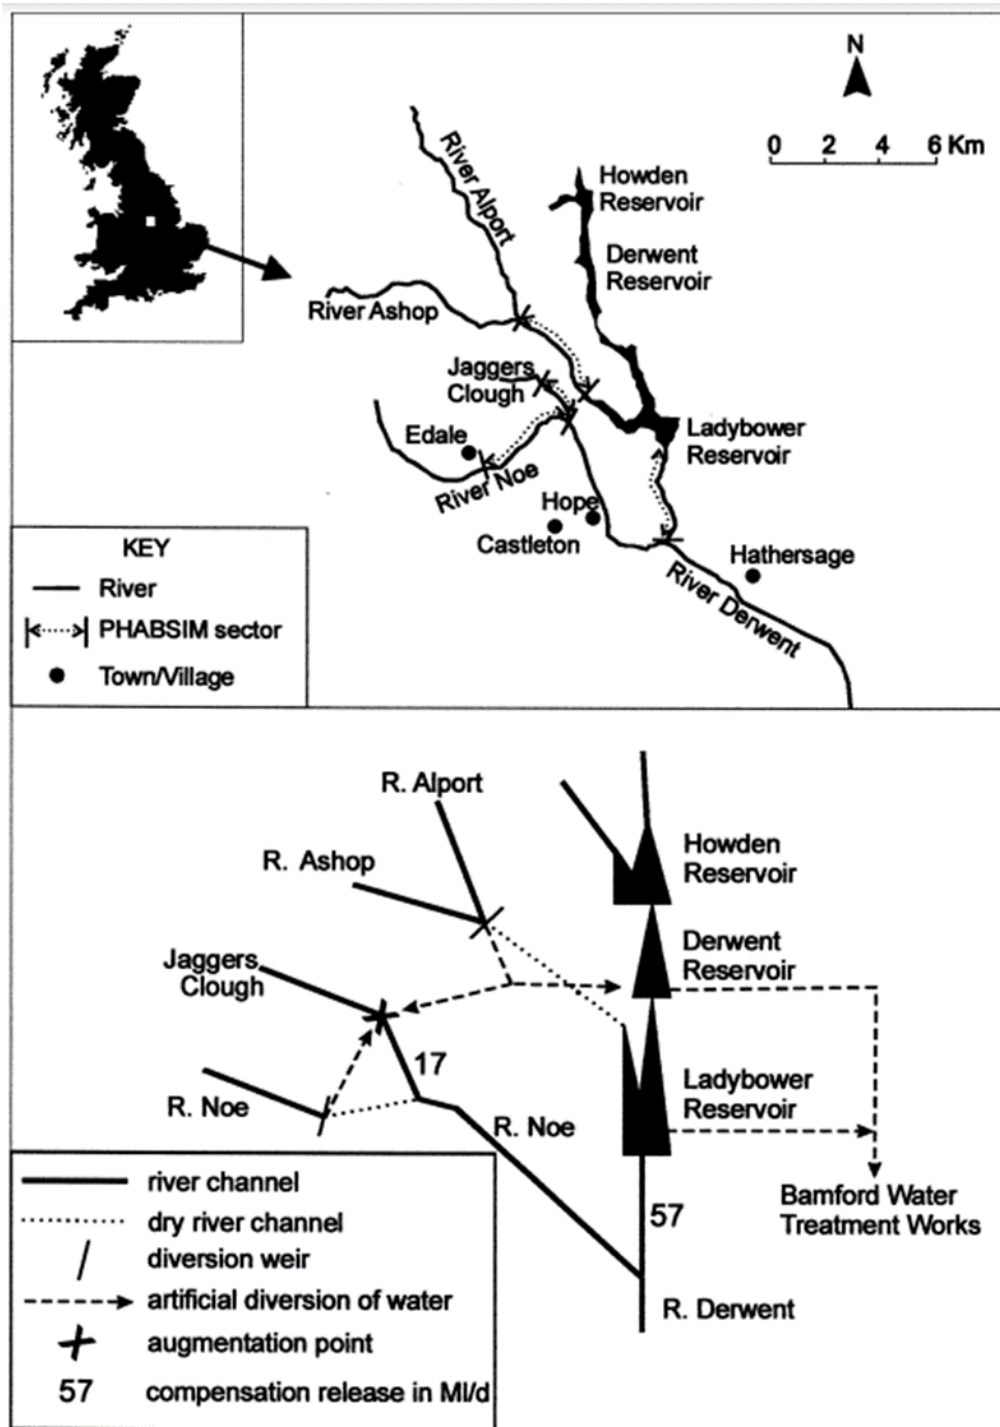 N
0 2 4 6 Km
River Alport
Howden
Reservoir
Derwent
Reservoir
River Ashop
Jaggers
Clough
Ladybower
Reservoir
Edale
River Noe
Hope
Castleton
Hathersage
River Derwent
KEY
River
PHABSIM sector
Town/Village
R. Alport
R. Ashop
Howden
Reservoir
Jaggers
Clough
Derwent
Reservoir
17
R. Noe
R. Noe
Ladybower
Reservoir
57
Bamford Water
Treatment Works
R. Derwent
river channel
dry river channel
diversion weir
artificial diversion of water
augmentation point
57 compensation release in Ml/d